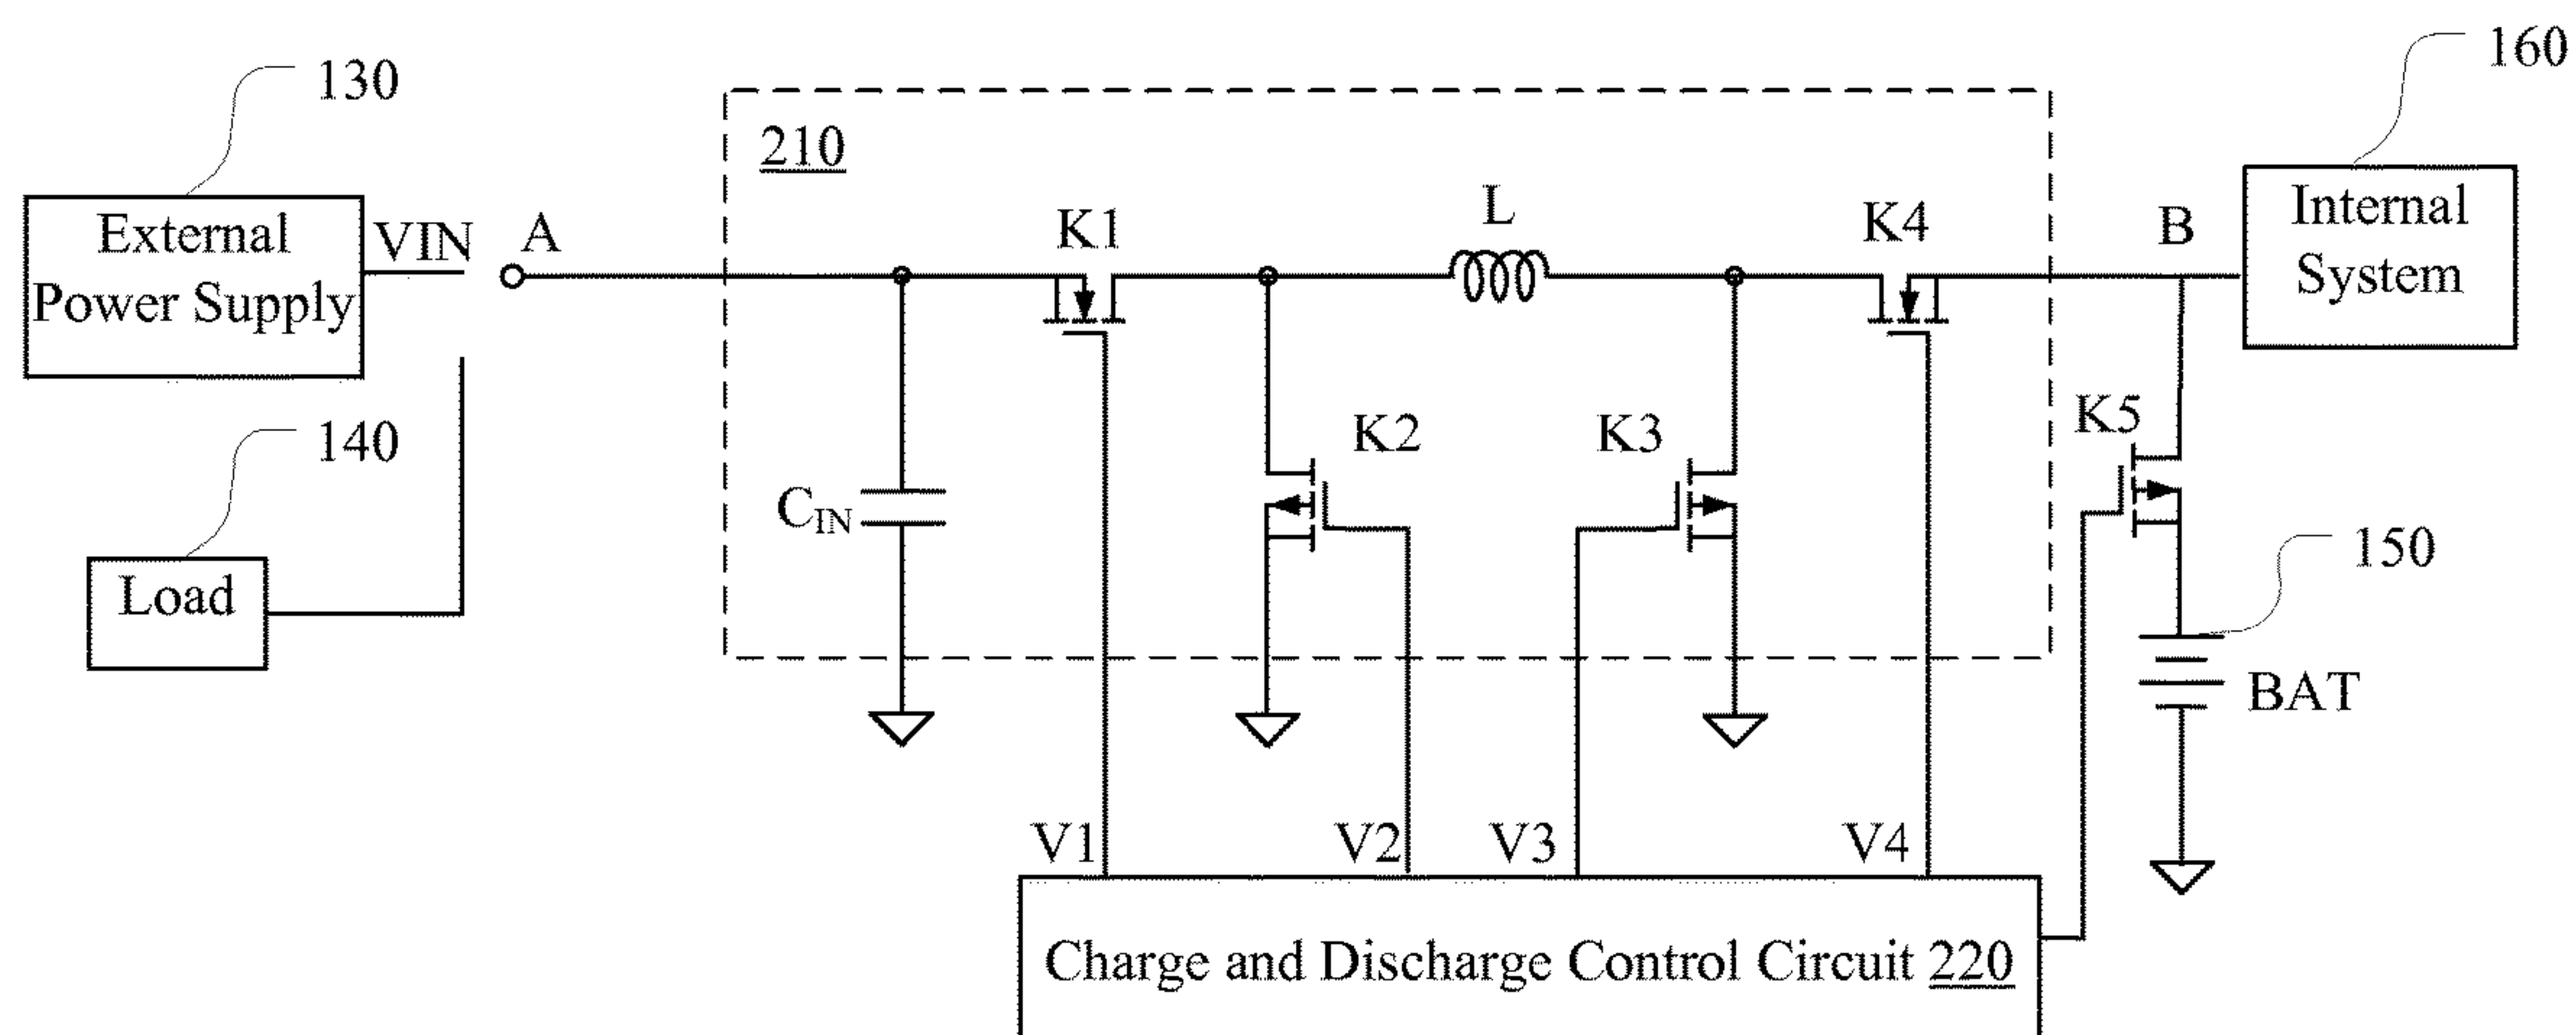 160
130
210
External
Power Supply
VIN
A
K1
L
K4
B
Internal
System
140
Load
C_IN
K2
K3
K5
150
BAT
V1
V2
V3
V4
Charge and Discharge Control Circuit 220